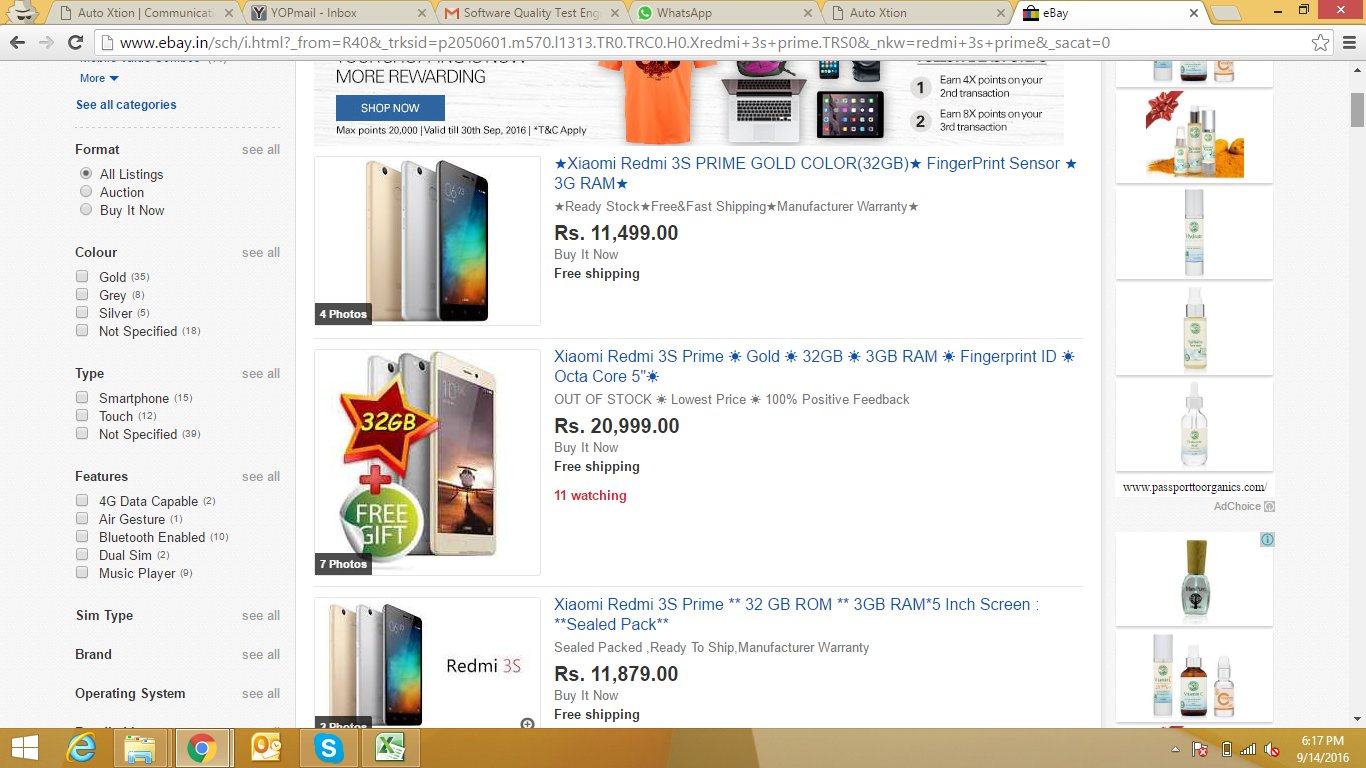 Auto Xtion | Communicati
YOPmail - Inbox
Software Quality Test Eng
WhatsApp
Auto Xtion
eBay
www.ebay.in/sch/i.html?_from=R40&_trksid=p2050601.m570.l1313.TR0.TRC0.H0.Xredmi+3s+prime.TRS0&_nkw=redmi+3s+prime&_sacat=0
More
See all categories
Format see all
All Listings
Auction
Buy It Now
Colour see all
Gold (35)
Grey (8)
Silver (5)
Not Specified (18)
Type see all
Smartphone (15)
Touch (12)
Not Specified (39)
Features see all
4G Data Capable (2)
Air Gesture (1)
Bluetooth Enabled (10)
Dual Sim (2)
Music Player (9)
Sim Type see all
Brand see all
Operating System see all
MORE REWARDING
SHOP NOW
Max points 20,000 | Valid till 30th Sep, 2016 | *T&C Apply
1 Earn 4X points on your
2nd transaction
2 Earn 8X points on your
3rd transaction
4 Photos
★Xiaomi Redmi 3S PRIME GOLD COLOR(32GB)★ FingerPrint Sensor ★
3G RAM★
★Ready Stock★Free&Fast Shipping★Manufacturer Warranty★
Rs. 11,499.00
Buy It Now
Free shipping
32GB
FREE
GIFT
7 Photos
Xiaomi Redmi 3S Prime ☀ Gold ☀ 32GB ☀ 3GB RAM ☀ Fingerprint ID ☀
Octa Core 5"☀
OUT OF STOCK ☀ Lowest Price ☀ 100% Positive Feedback
Rs. 20,999.00
Buy It Now
Free shipping
11 watching
Redmi 3S
Xiaomi Redmi 3S Prime ** 32 GB ROM ** 3GB RAM*5 Inch Screen :
**Sealed Pack**
Sealed Packed ,Ready To Ship,Manufacturer Warranty
Rs. 11,879.00
Buy It Now
Free shipping
www.passporttoorganics.com/
AdChoice
6:17 PM
9/14/2016